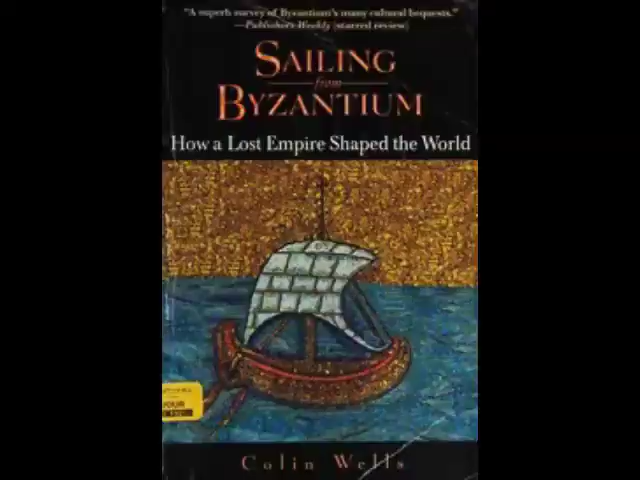 "A superb survey of Byzantium's many cultural bequests."
—Publishers Weekly (starred review)
SAILING
from
BYZANTIUM
How a Lost Empire Shaped the World
Colin Wells